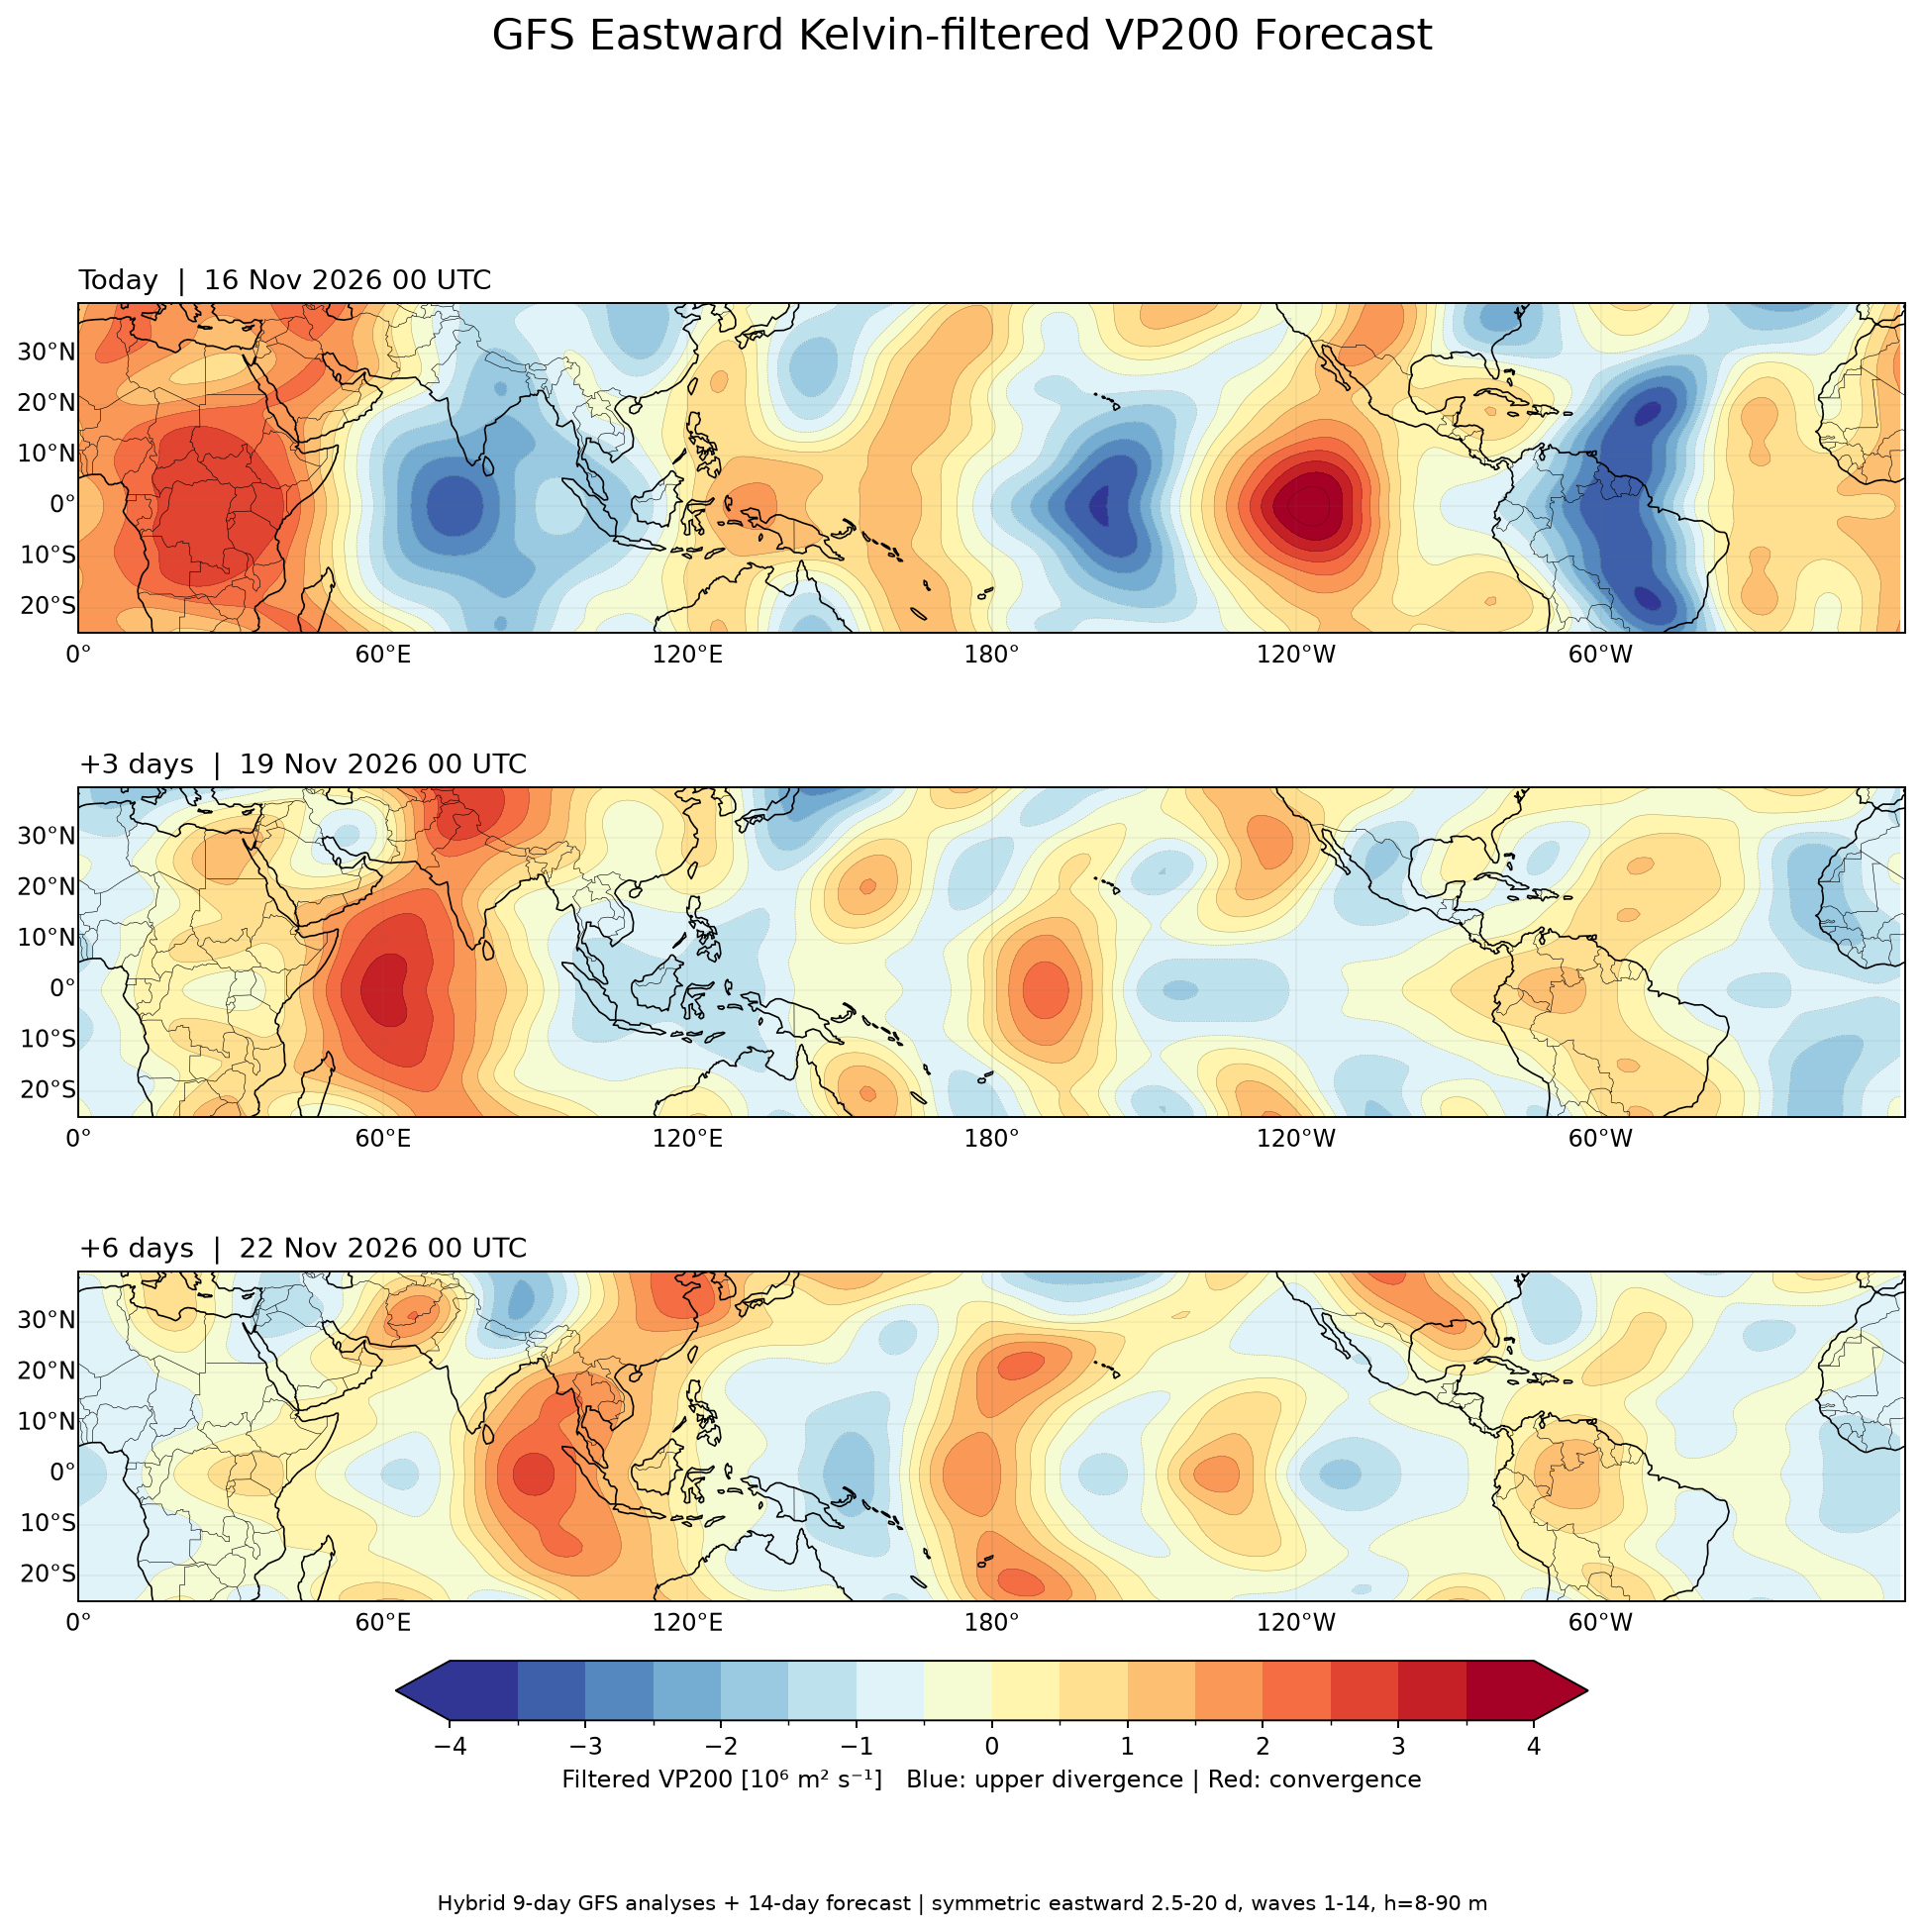 GFS Eastward Kelvin-filtered VP200 Forecast
Today | 16 Nov 2026 00 UTC
30°N
20°N
10°N
0°
10°S
20°S
0° 60°E 120°E 180° 120°W 60°W
+3 days | 19 Nov 2026 00 UTC
30°N
20°N
10°N
0°
10°S
20°S
0° 60°E 120°E 180° 120°W 60°W
+6 days | 22 Nov 2026 00 UTC
30°N
20°N
10°N
0°
10°S
20°S
0° 60°E 120°E 180° 120°W 60°W
−4 −3 −2 −1 0 1 2 3 4
Filtered VP200 [10⁶ m² s⁻¹] Blue: upper divergence | Red: convergence
Hybrid 9-day GFS analyses + 14-day forecast | symmetric eastward 2.5-20 d, waves 1-14, h=8-90 m